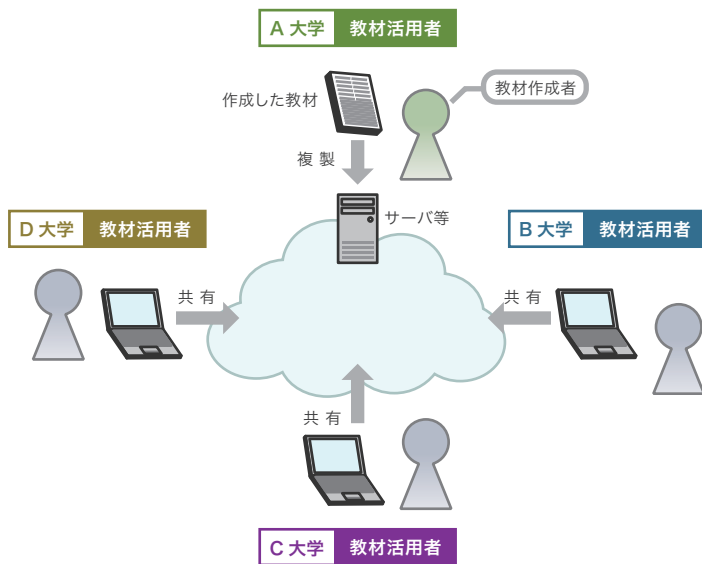 A 大学 教材活用者
作成した教材
教材作成者
複 製
サーバ等
D 大学 教材活用者
B 大学 教材活用者
共 有
共 有
共 有
C 大学 教材活用者